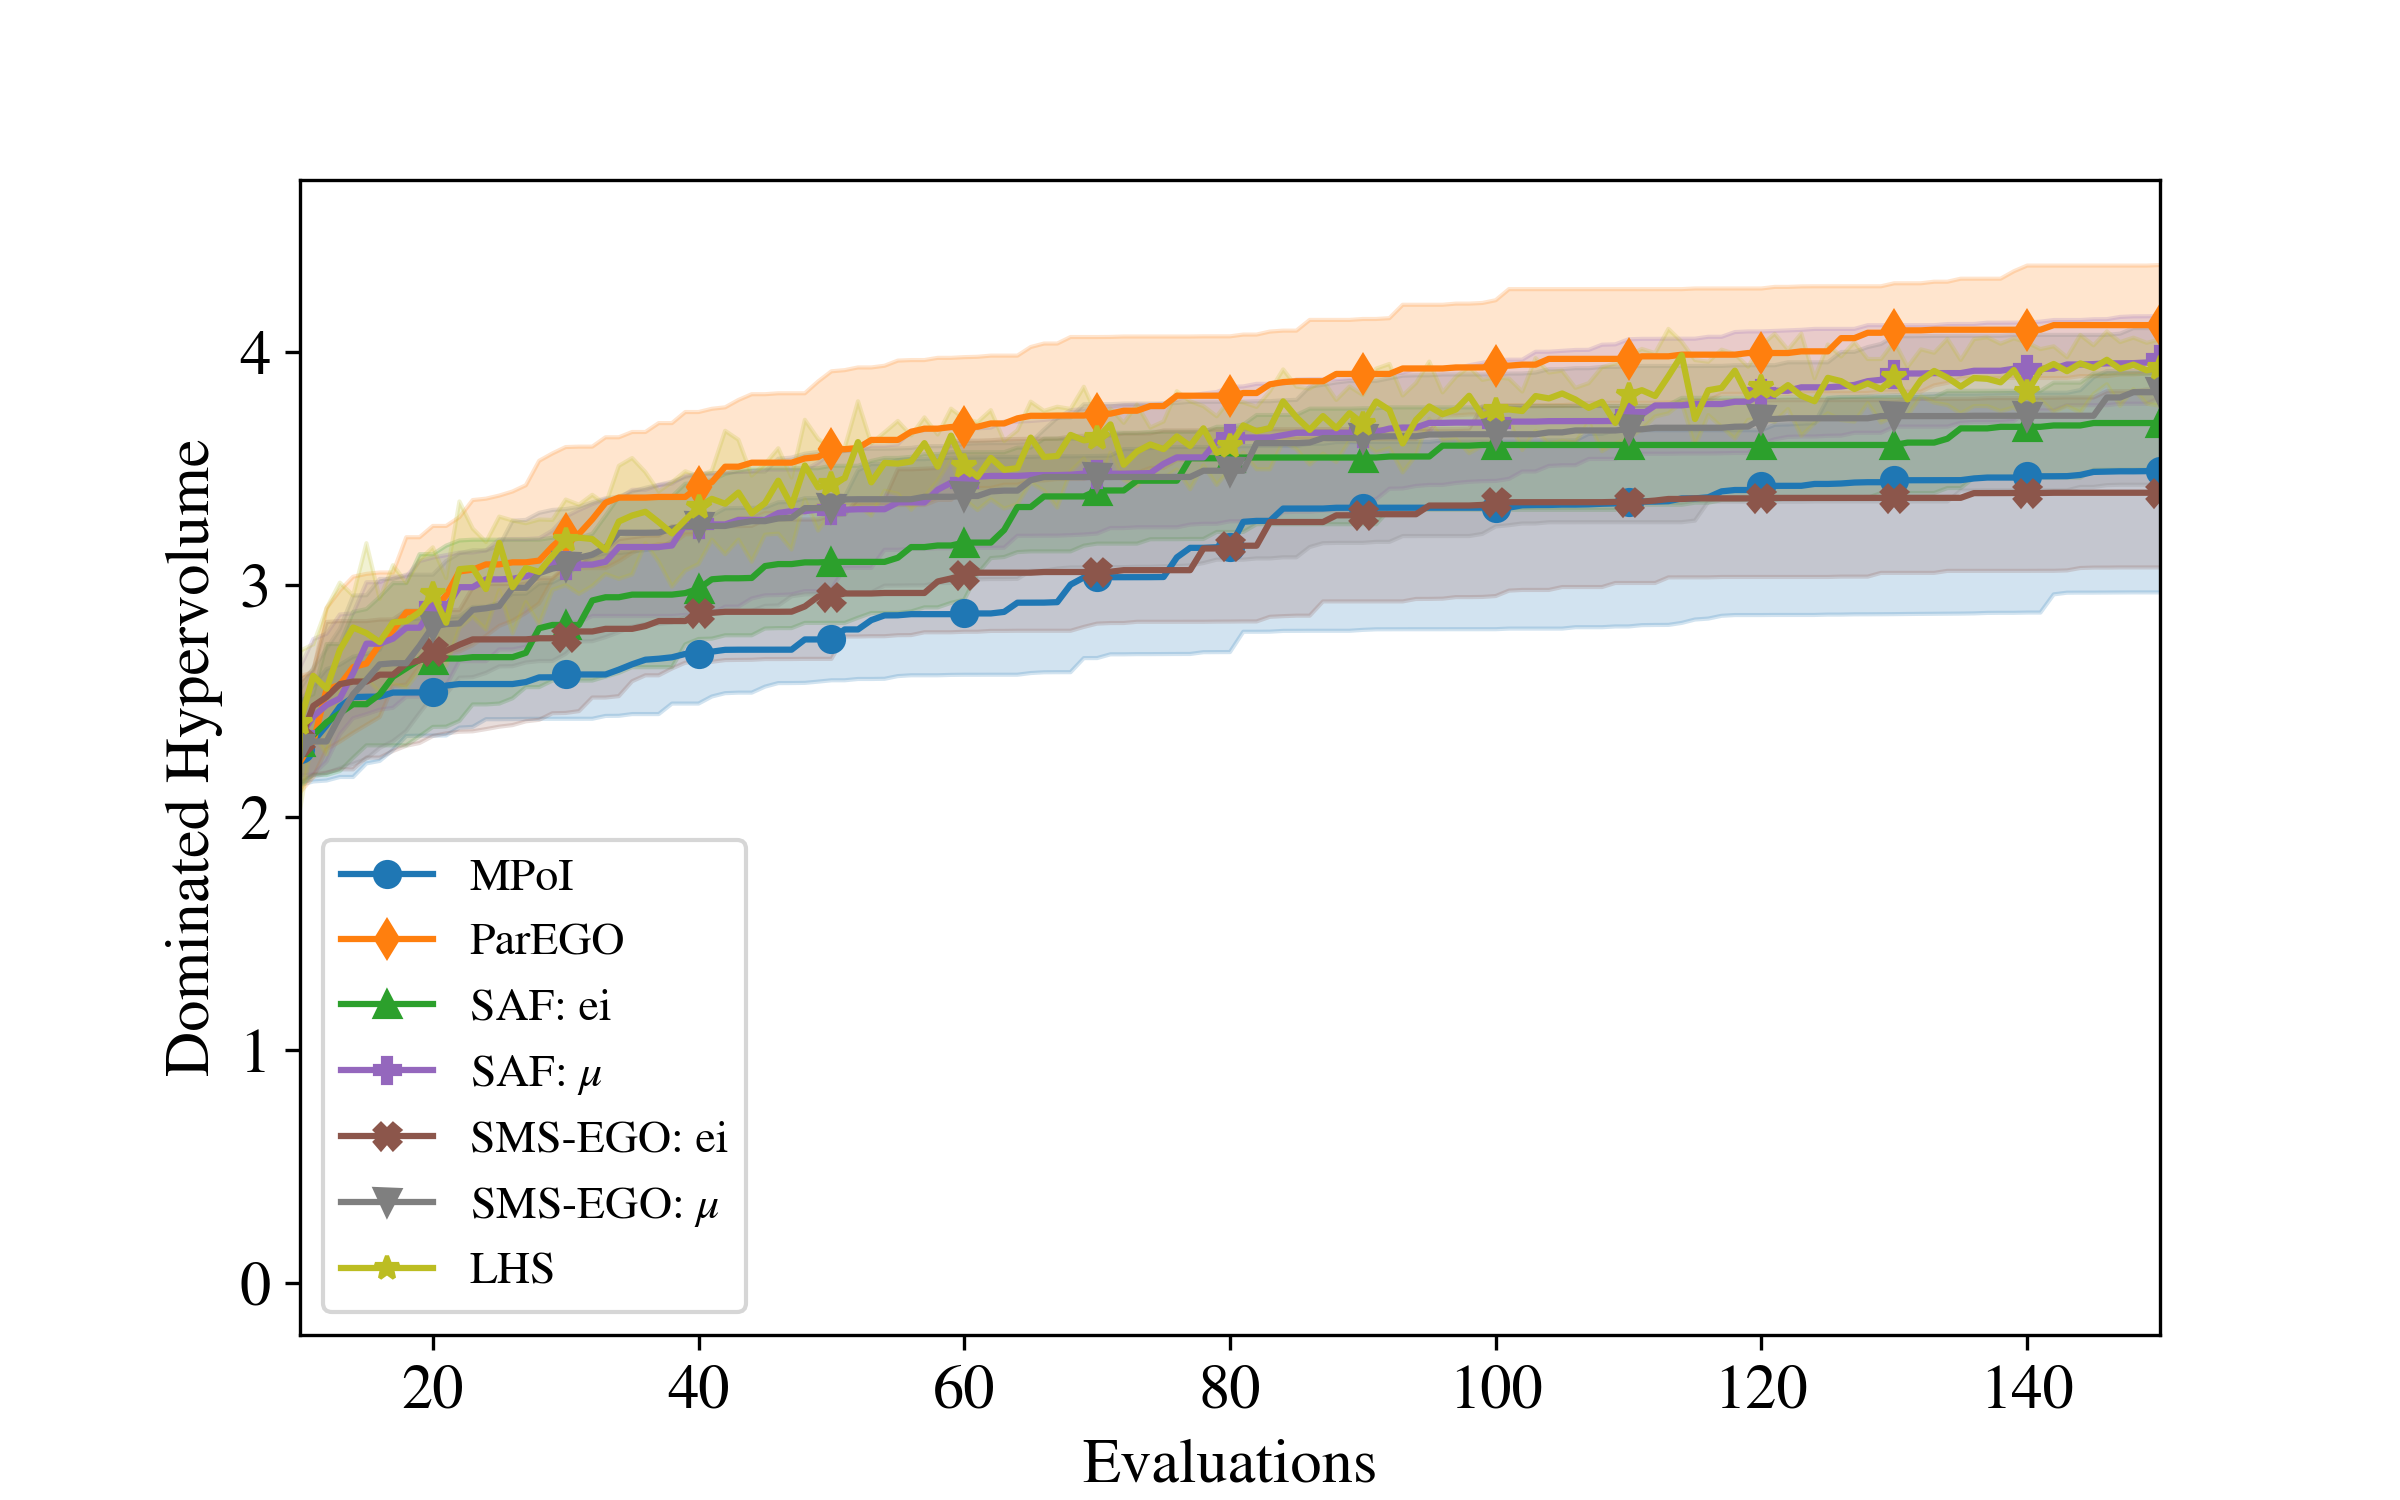 Dominated Hypervolume
4
3
2
1
0
MPoI
ParEGO
SAF: ei
SAF: μ
SMS-EGO: ei
SMS-EGO: μ
LHS
20 40 60 80 100 120 140
Evaluations